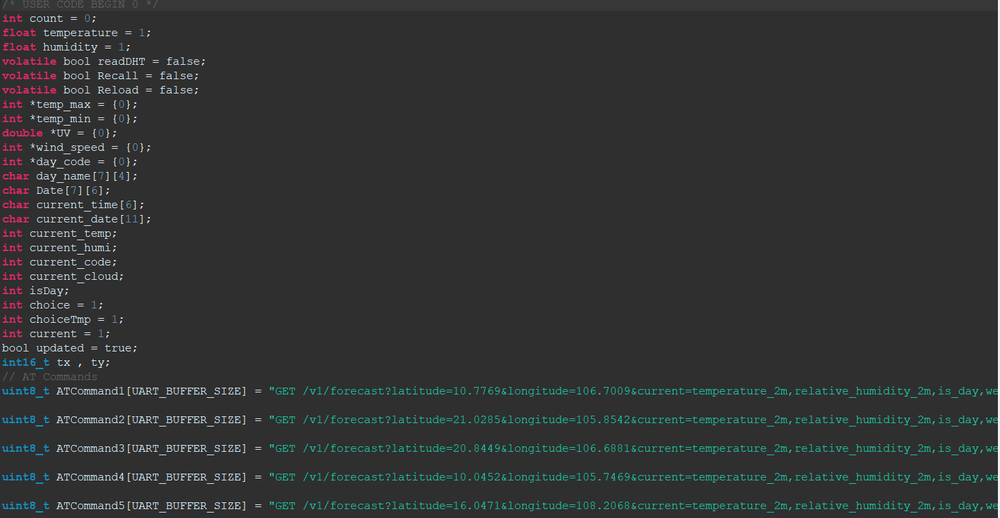 /* USER CODE BEGIN 0 */
int count = 0;
float temperature = 1;
float humidity = 1;
volatile bool readDHT = false;
volatile bool Recall = false;
volatile bool Reload = false;
int *temp_max = {0};
int *temp_min = {0};
double *UV = {0};
int *wind_speed = {0};
int *day_code = {0};
char day_name[7][4];
char Date[7][6];
char current_time[6];
char current_date[11];
int current_temp;
int current_humi;
int current_code;
int current_cloud;
int isDay;
int choice = 1;
int choiceTmp = 1;
int current = 1;
bool updated = true;
int16_t tx , ty;
// AT Commands
uint8_t ATCommand1[UART_BUFFER_SIZE] = "GET /v1/forecast?latitude=10.7769&longitude=106.7009&current=temperature_2m,relative_humidity_2m,is_day,we
uint8_t ATCommand2[UART_BUFFER_SIZE] = "GET /v1/forecast?latitude=21.0285&longitude=105.8542&current=temperature_2m,relative_humidity_2m,is_day,we
uint8_t ATCommand3[UART_BUFFER_SIZE] = "GET /v1/forecast?latitude=20.8449&longitude=106.6881&current=temperature_2m,relative_humidity_2m,is_day,we
uint8_t ATCommand4[UART_BUFFER_SIZE] = "GET /v1/forecast?latitude=10.0452&longitude=105.7469&current=temperature_2m,relative_humidity_2m,is_day,we
uint8_t ATCommand5[UART_BUFFER_SIZE] = "GET /v1/forecast?latitude=16.0471&longitude=108.2068&current=temperature_2m,relative_humidity_2m,is_day,we